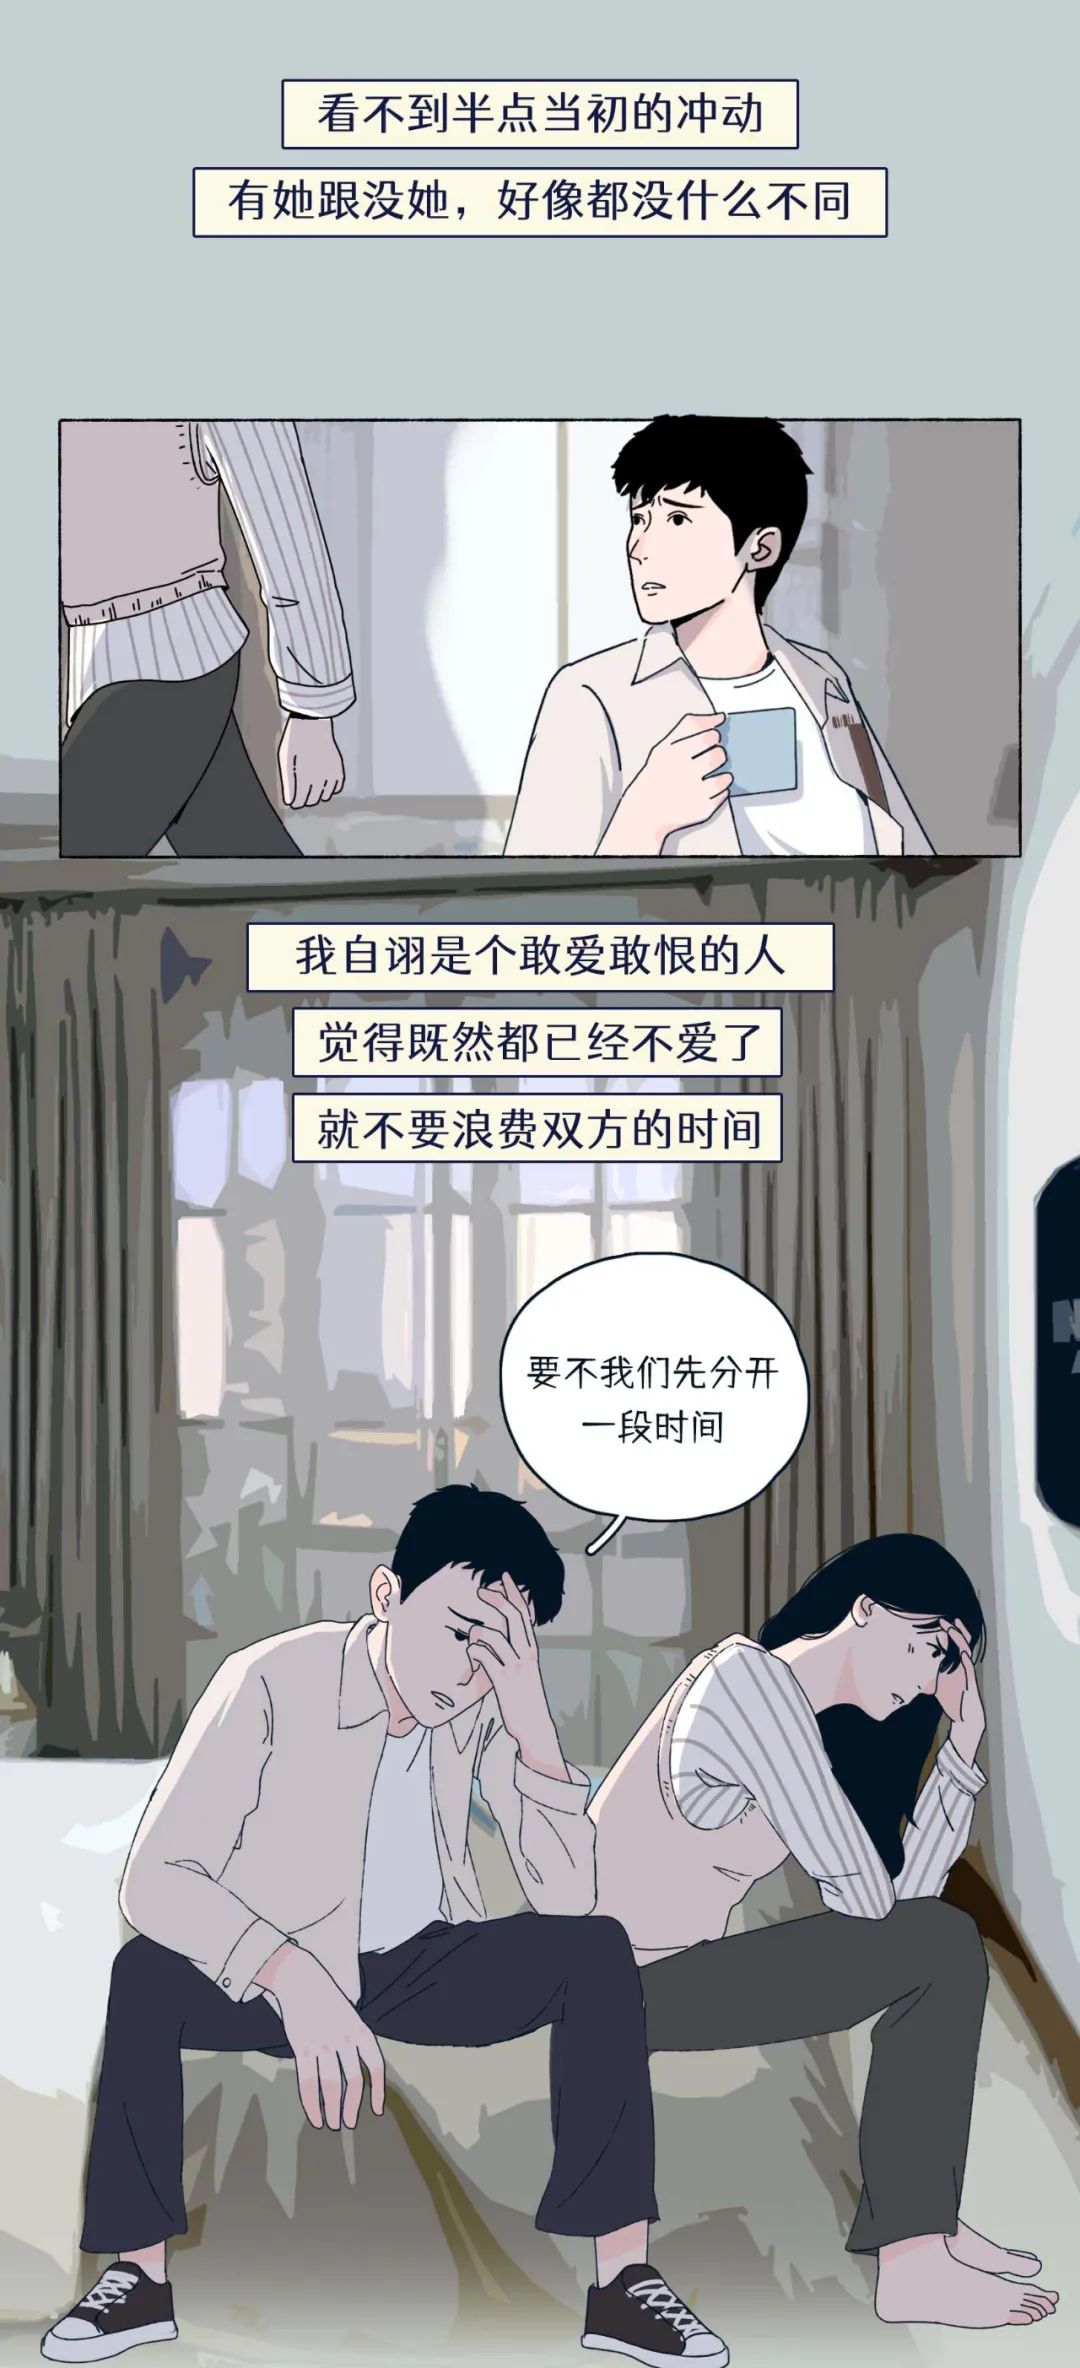 看不到半点当初的冲动
有她跟没她，好像都没什么不同
我自诩是个敢爱敢恨的人
觉得既然都已经不爱了
就不要浪费双方的时间
要不我们先分开
一段时间